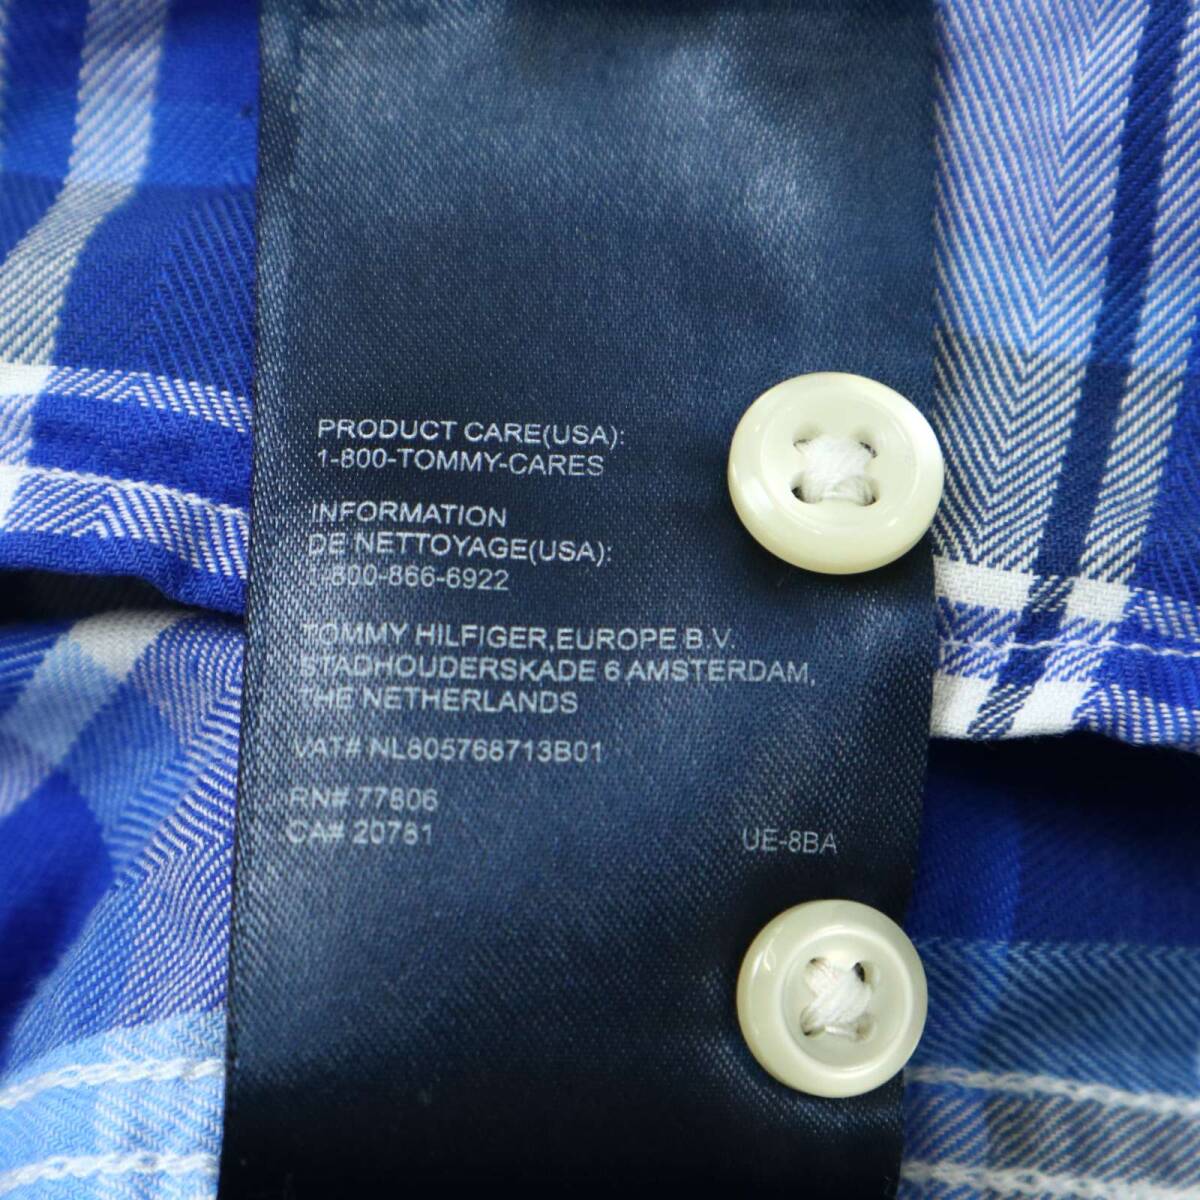 PRODUCT CARE(USA):
1-800-TOMMY-CARES
INFORMATION
DE NETTOYAGE(USA):
1-800-866-6922
TOMMY HILFIGER,EUROPE B.V.
STADHOUDERSKADE 6 AMSTERDAM,
THE NETHERLANDS
VAT# NL805768713B01
RN# 77806
CA# 20761
UE-8BA